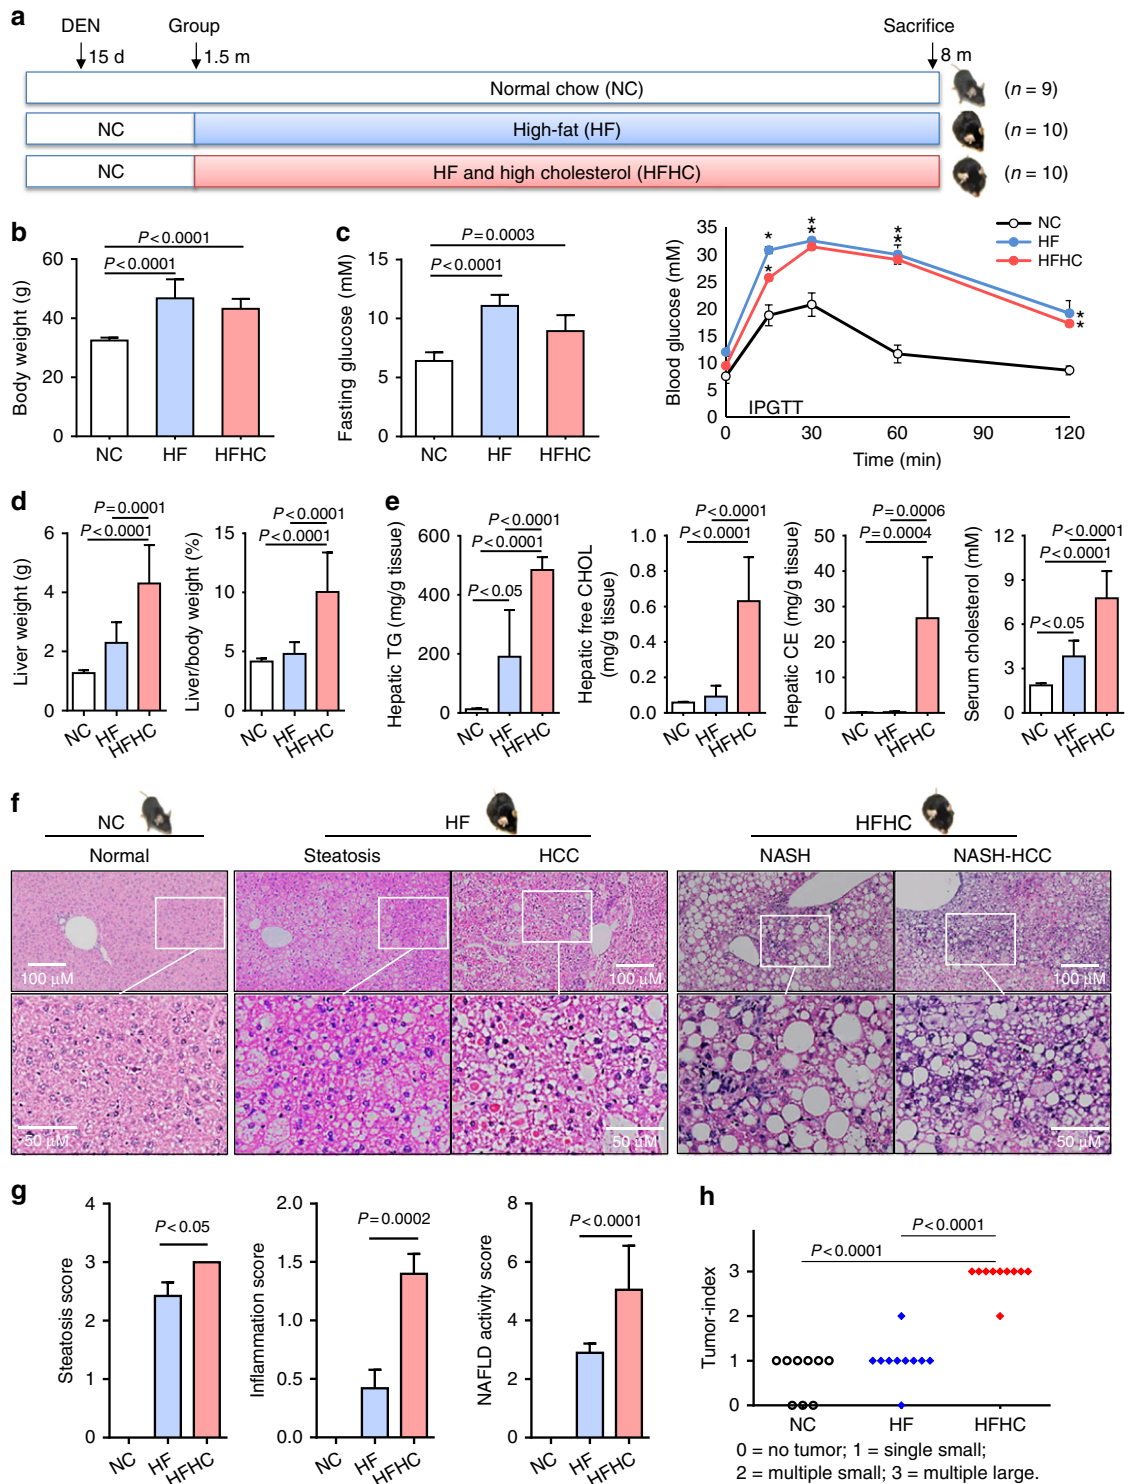 a
DEN
Group
Sacrifice
15 d
1.5 m
8 m
Normal chow (NC)
(n = 9)
NC
High-fat (HF)
(n = 10)
NC
HF and high cholesterol (HFHC)
(n = 10)
b
P < 0.0001
P < 0.0001
Body weight (g)
60
40
20
0
NC
HF
HFHC
c
P = 0.0003
P < 0.0001
Fasting glucose (mM)
15
10
5
0
NC
HF
HFHC
Blood glucose (mM)
35
30
25
20
15
10
5
0
* * * * * * * *
NC
HF
HFHC
IPGTT
0
30
60
90
120
Time (min)
d
P = 0.0001
P < 0.0001
Liver weight (g)
6
4
2
0
NC
HF
HFHC
P < 0.0001
P < 0.0001
Liver/body weight (%)
15
10
5
0
NC
HF
HFHC
e
P < 0.0001
P < 0.0001
P < 0.05
Hepatic TG (mg/g tissue)
600
400
200
0
NC
HF
HFHC
P < 0.0001
P < 0.0001
Hepatic free CHOL
(mg/g tissue)
1.0
0.8
0.6
0.4
0.2
0.0
NC
HF
HFHC
P = 0.0006
P = 0.0004
Hepatic CE (mg/g tissue)
50
40
30
20
10
0
NC
HF
HFHC
P < 0.0001
P < 0.0001
P < 0.05
Serum cholesterol (mM)
12
9
6
3
0
NC
HF
HFHC
f
NC
HF
HFHC
Normal
Steatosis
HCC
NASH
NASH-HCC
100 µM
100 µM
100 µM
50 µM
50 µM
50 µM
g
P < 0.05
Steatosis score
4
3
2
1
0
NC
HF
HFHC
P = 0.0002
Inflammation score
2.0
1.5
1.0
0.5
0.0
NC
HF
HFHC
P < 0.0001
NAFLD activity score
8
6
4
2
0
NC
HF
HFHC
h
P < 0.0001
P < 0.0001
Tumor-index
3
2
1
0
NC
HF
HFHC
0 = no tumor; 1 = single small;
2 = multiple small; 3 = multiple large.